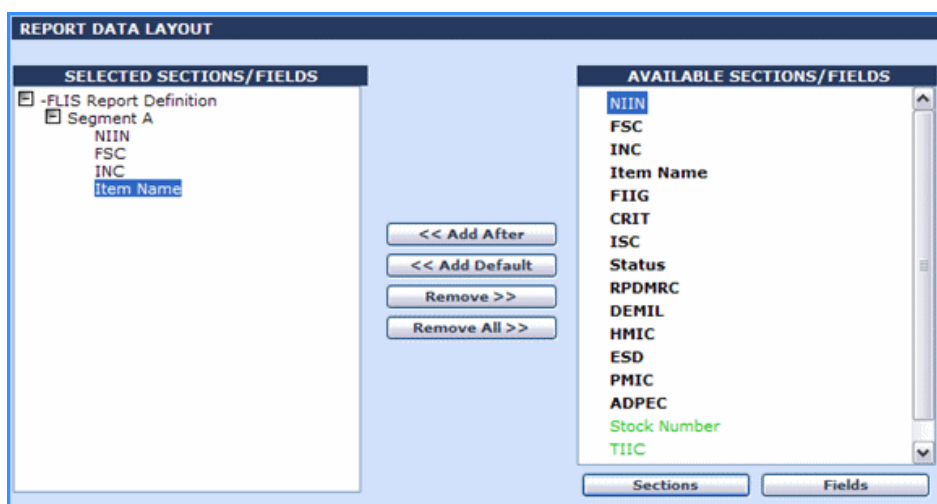 REPORT DATA LAYOUT
SELECTED SECTIONS/FIELDS
-FLIS Report Definition
Segment A
NIIN
FSC
INC
Item Name
<< Add After
<< Add Default
Remove >>
Remove All >>
AVAILABLE SECTIONS/FIELDS
NIIN
FSC
INC
Item Name
FIIG
CRIT
ISC
Status
RPDMRC
DEMIL
HMIC
ESD
PMIC
ADPEC
Stock Number
TIIC
Sections
Fields